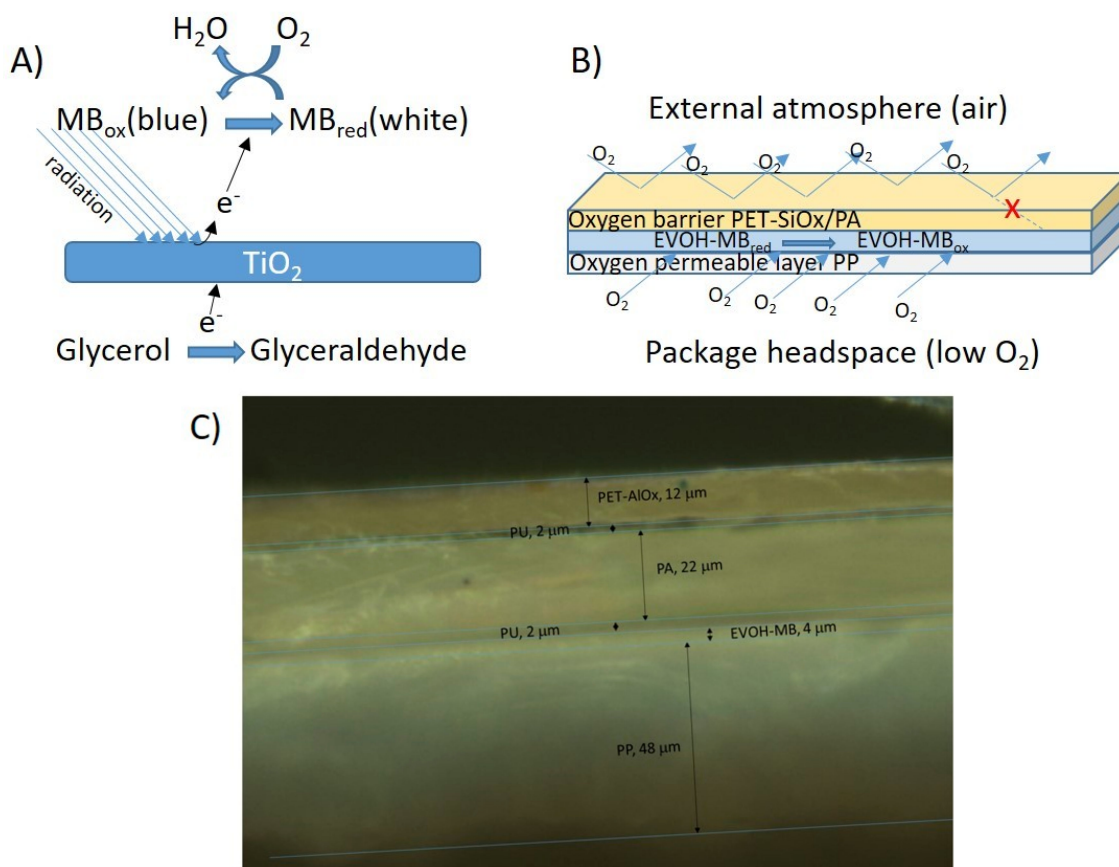 A)
H₂O O₂
MBₒₓ(blue) MBᵣₑd(white)
radiation
e⁻
TiO₂
e⁻
Glycerol Glyceraldehyde
B)
External atmosphere (air)
O₂ O₂ O₂ O₂ O₂
X
Oxygen barrier PET-SiOx/PA
EVOH-MBᵣₑd EVOH-MBₒₓ
Oxygen permeable layer PP
O₂ O₂ O₂ O₂ O₂
Package headspace (low O₂)
C)
PET-AlOx, 12 µm
PU, 2 µm
PA, 22 µm
PU, 2 µm
EVOH-MB, 4 µm
PP, 48 µm